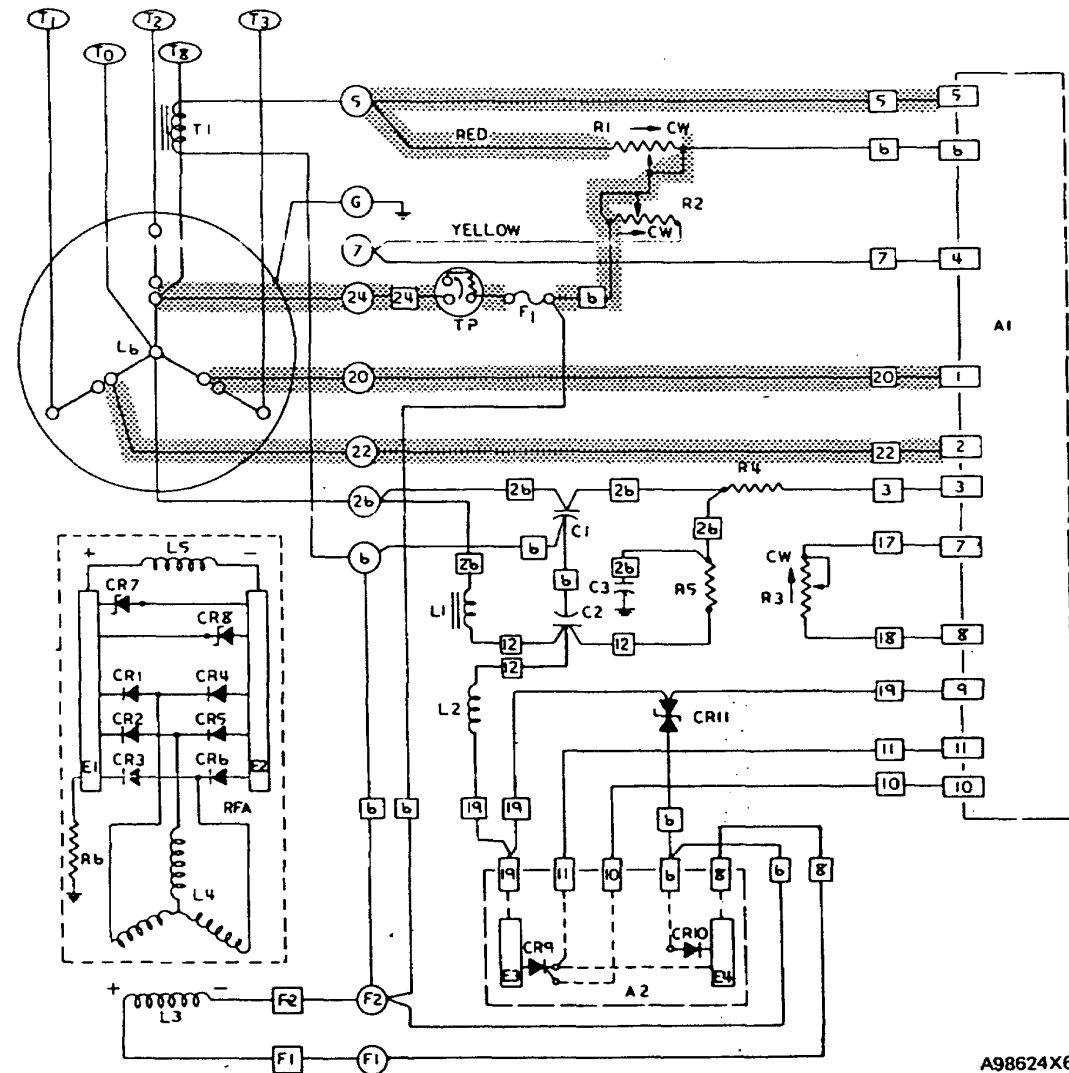 T1
T2
T3
T0
T8
T1
5
RED
R1
CW
5
5
6
6
G
R2
CW
YELLOW
7
7
4
24
24
TP
F1
6
A1
L6
20
20
1
22
22
2
26
26
26
R4
3
3
C1
6
6
26
26
C3
6
C2
R5
L1
12
12
12
CW
R3
17
7
18
8
+
L5
-
CR7
CR8
CR1
CR4
CR2
CR5
CR3
CR6
E1
E2
RFA
R6
L4
L2
CR11
19
9
11
11
10
10
6
6
19
19
6
19
11
10
6
8
6
8
E3
CR9
CR10
E4
A2
+
-
L3
F2
F2
F1
F1
A98624X6